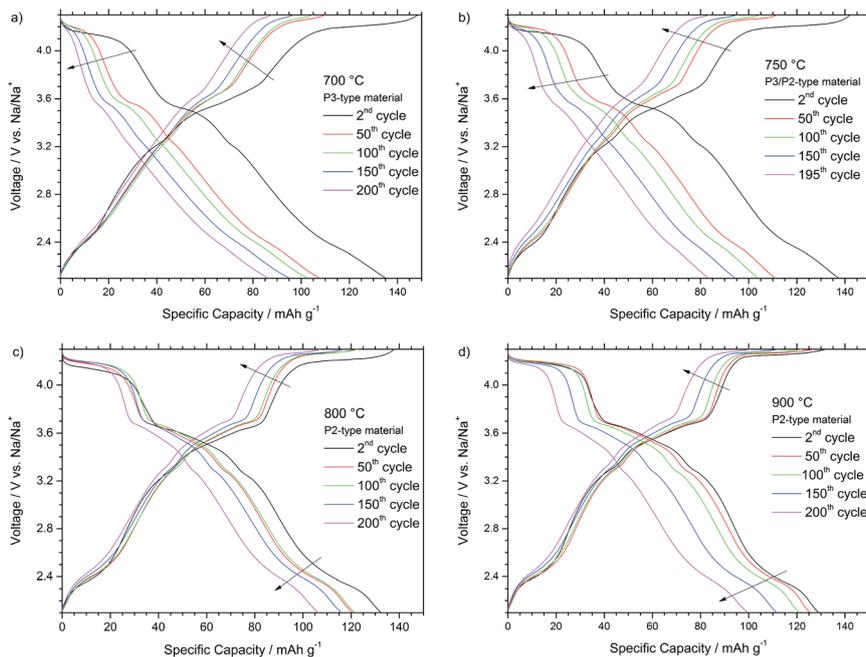 a)
4.0
3.6
3.2
2.4
Voltage / V vs. Na/Na⁺
0 20 40 60 80 100 120 140
Specific Capacity / mAh g⁻¹
700 °C
P3-type material
2ⁿᵈ cycle
50ᵗʰ cycle
100ᵗʰ cycle
150ᵗʰ cycle
200ᵗʰ cycle
b)
4.0
3.6
3.2
2.4
Voltage / V vs. Na/Na⁺
0 20 40 60 80 100 120 140
Specific Capacity / mAh g⁻¹
750 °C
P3/P2-type material
2ⁿᵈ cycle
50ᵗʰ cycle
100ᵗʰ cycle
150ᵗʰ cycle
195ᵗʰ cycle
c)
4.0
3.6
3.2
2.4
Voltage / V vs. Na/Na⁺
0 20 40 60 80 100 120 140
Specific Capacity / mAh g⁻¹
800 °C
P2-type material
2ⁿᵈ cycle
50ᵗʰ cycle
100ᵗʰ cycle
150ᵗʰ cycle
200ᵗʰ cycle
d)
4.0
3.6
3.2
2.4
Voltage / V vs. Na/Na⁺
0 20 40 60 80 100 120 140
Specific Capacity / mAh g⁻¹
900 °C
P2-type material
2ⁿᵈ cycle
50ᵗʰ cycle
100ᵗʰ cycle
150ᵗʰ cycle
200ᵗʰ cycle